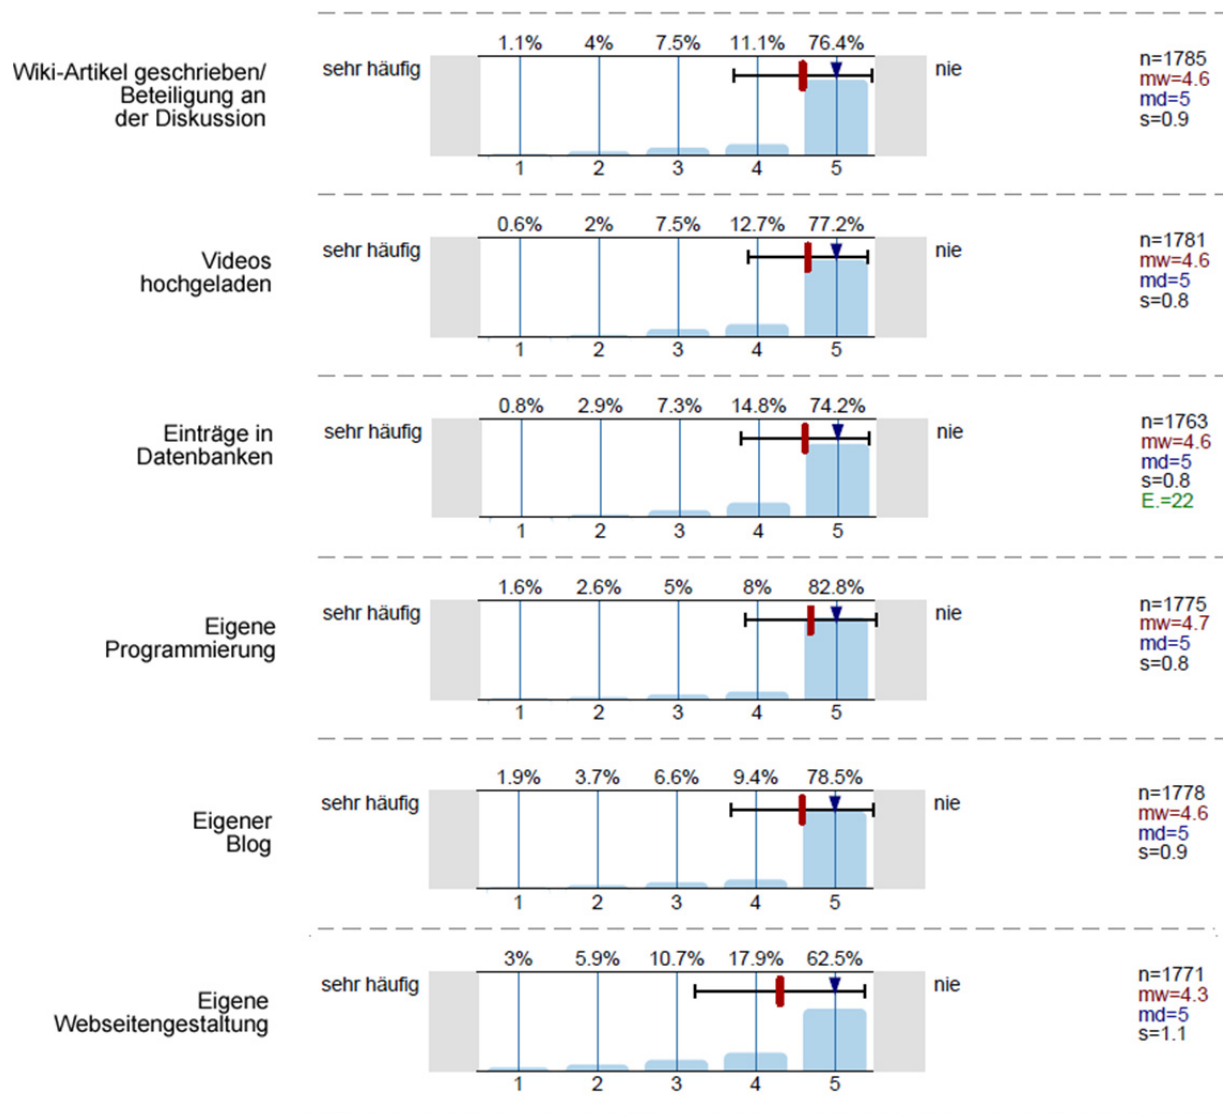 1.1% 4% 7.5% 11.1% 76.4%
Wiki-Artikel geschrieben/
Beteiligung an
der Diskussion
sehr häufig
nie
n=1785
mw=4.6
md=5
s=0.9
1 2 3 4 5
0.6% 2% 7.5% 12.7% 77.2%
Videos
hochgeladen
sehr häufig
nie
n=1781
mw=4.6
md=5
s=0.8
1 2 3 4 5
0.8% 2.9% 7.3% 14.8% 74.2%
Einträge in
Datenbanken
sehr häufig
nie
n=1763
mw=4.6
md=5
s=0.8
E.=22
1 2 3 4 5
1.6% 2.6% 5% 8% 82.8%
Eigene
Programmierung
sehr häufig
nie
n=1775
mw=4.7
md=5
s=0.8
1 2 3 4 5
1.9% 3.7% 6.6% 9.4% 78.5%
Eigener
Blog
sehr häufig
nie
n=1778
mw=4.6
md=5
s=0.9
1 2 3 4 5
3% 5.9% 10.7% 17.9% 62.5%
Eigene
Webseitengestaltung
sehr häufig
nie
n=1771
mw=4.3
md=5
s=1.1
1 2 3 4 5